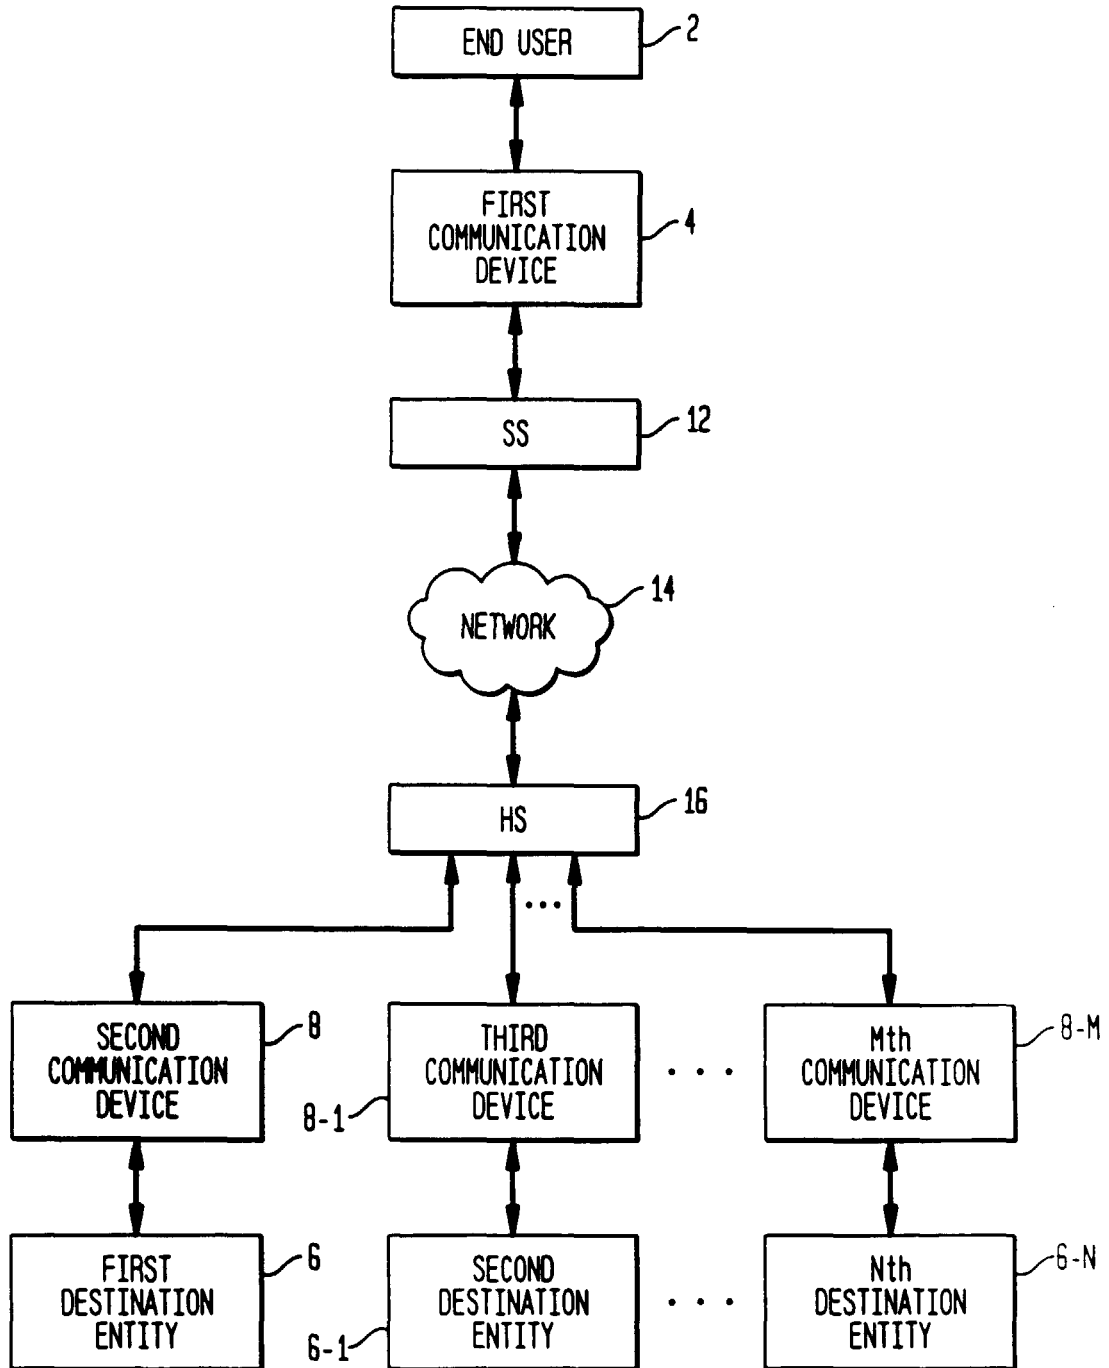 END USER
2
FIRST
COMMUNICATION
DEVICE
4
SS
12
NETWORK
14
HS
16
...
SECOND
COMMUNICATION
DEVICE
8
THIRD
COMMUNICATION
DEVICE
8-1
. . .
Mth
COMMUNICATION
DEVICE
8-M
FIRST
DESTINATION
ENTITY
6
SECOND
DESTINATION
ENTITY
6-1
. . .
Nth
DESTINATION
ENTITY
6-N